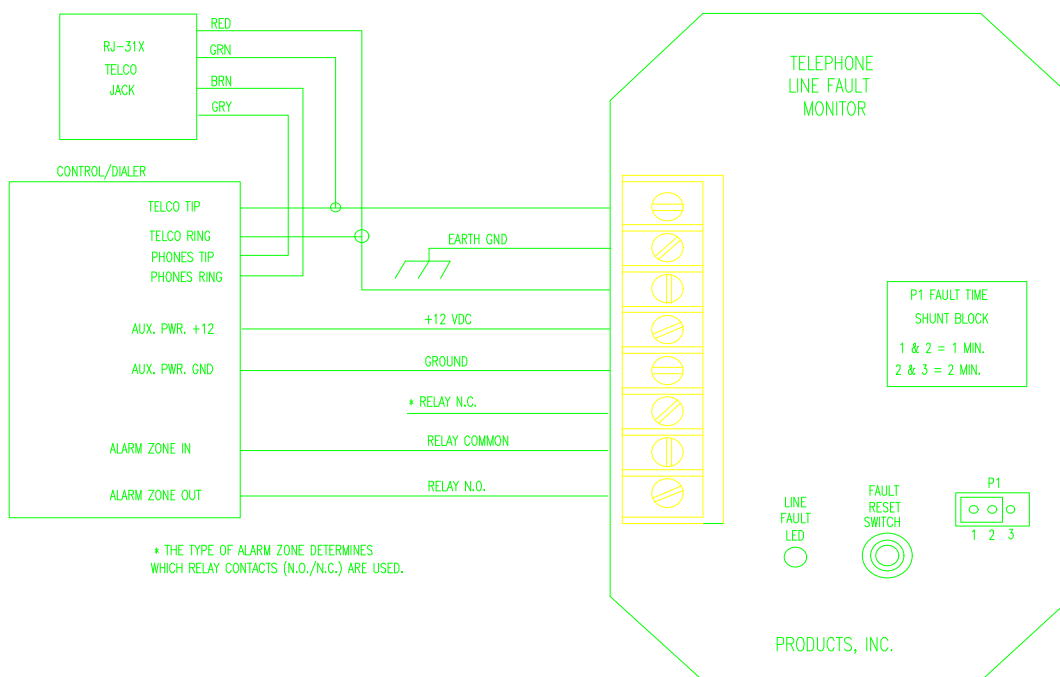 RED
RJ-31X
TELCO
JACK
GRN
BRN
GRY
CONTROL/DIALER
TELCO TIP
TELCO RING
PHONES TIP
PHONES RING
AUX. PWR. +12
AUX. PWR. GND
ALARM ZONE IN
ALARM ZONE OUT
EARTH GND
+12 VDC
GROUND
* RELAY N.C.
RELAY COMMON
RELAY N.O.
* THE TYPE OF ALARM ZONE DETERMINES
WHICH RELAY CONTACTS (N.O./N.C.) ARE USED.
TELEPHONE
LINE FAULT
MONITOR
P1 FAULT TIME
SHUNT BLOCK
1 & 2 = 1 MIN.
2 & 3 = 2 MIN.
LINE
FAULT
LED
FAULT
RESET
SWITCH
P1
1 2 3
PRODUCTS, INC.